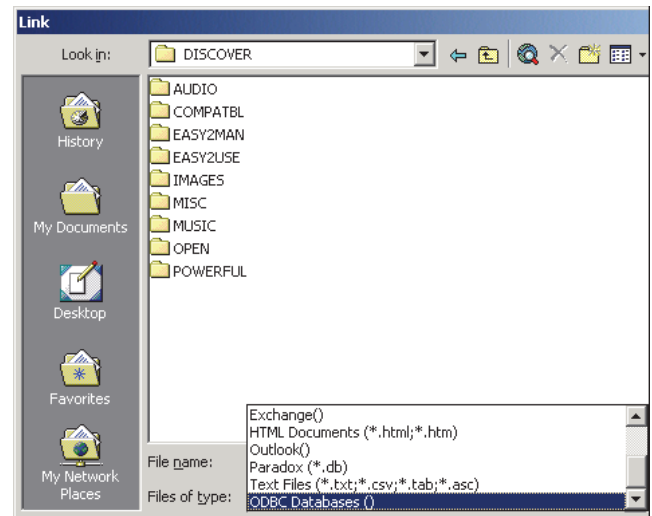 Link
Look in:
DISCOVER
History
My Documents
Desktop
Favorites
My Network
Places
AUDIO
COMPATBL
EASY2MAN
EASY2USE
IMAGES
MISC
MUSIC
OPEN
POWERFUL
File name:
Files of type:
Exchange()
HTML Documents (*.html;*.htm)
Outlook()
Paradox (*.db)
Text Files (*.txt;*.csv;*.tab;*.asc)
ODBC Databases ()